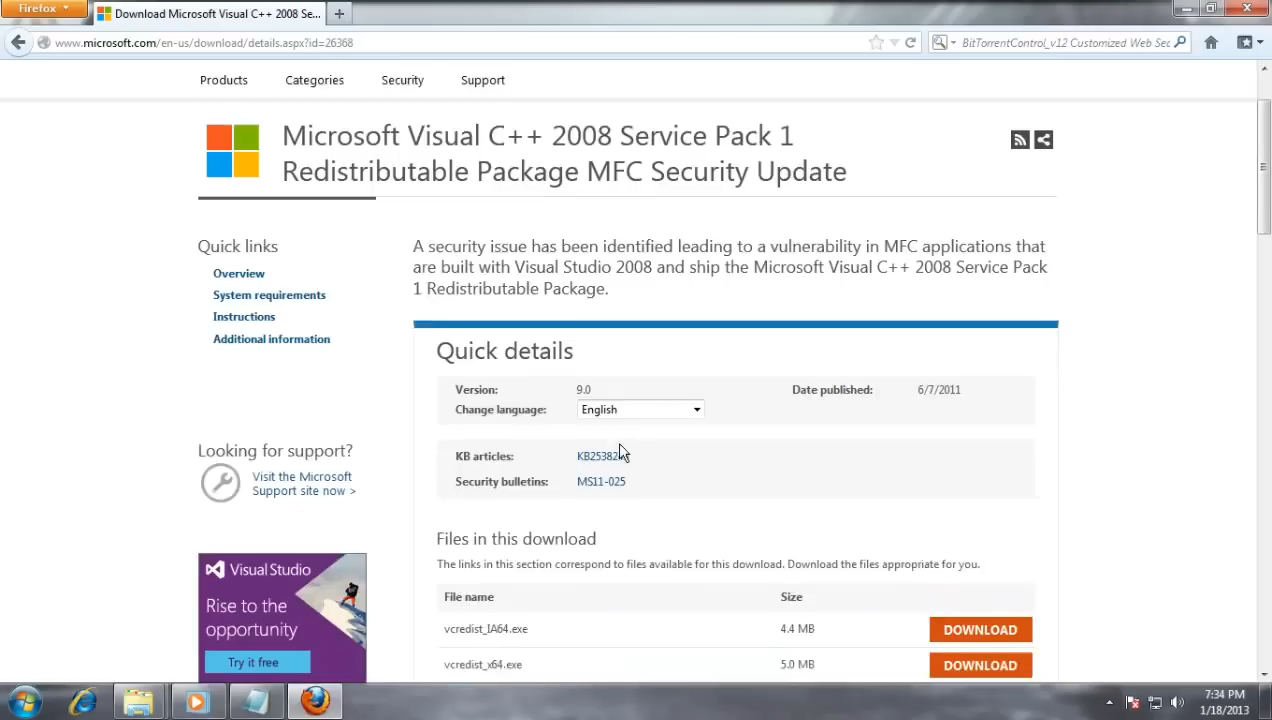 Firefox
Download Microsoft Visual C++ 2008 Se...
www.microsoft.com/en-us/download/details.aspx?id=26368
BitTorrentControl_v12 Customized Web Sec
Products
Categories
Security
Support
Microsoft Visual C++ 2008 Service Pack 1
Redistributable Package MFC Security Update
Quick links
Overview
System requirements
Instructions
Additional information
A security issue has been identified leading to a vulnerability in MFC applications that
are built with Visual Studio 2008 and ship the Microsoft Visual C++ 2008 Service Pack
1 Redistributable Package.
Quick details
Version: 9.0
Date published: 6/7/2011
Change language: English
KB articles:
Security bulletins: MS11-025
Looking for support?
Visit the Microsoft
Support site now >
Files in this download
The links in this section correspond to files available for this download. Download the files appropriate for you.
File name
Size
vcredist_IA64.exe
4.4 MB
DOWNLOAD
vcredist_x64.exe
5.0 MB
DOWNLOAD
Visual Studio
Rise to the
opportunity
Try it free
7:34 PM
1/18/2013